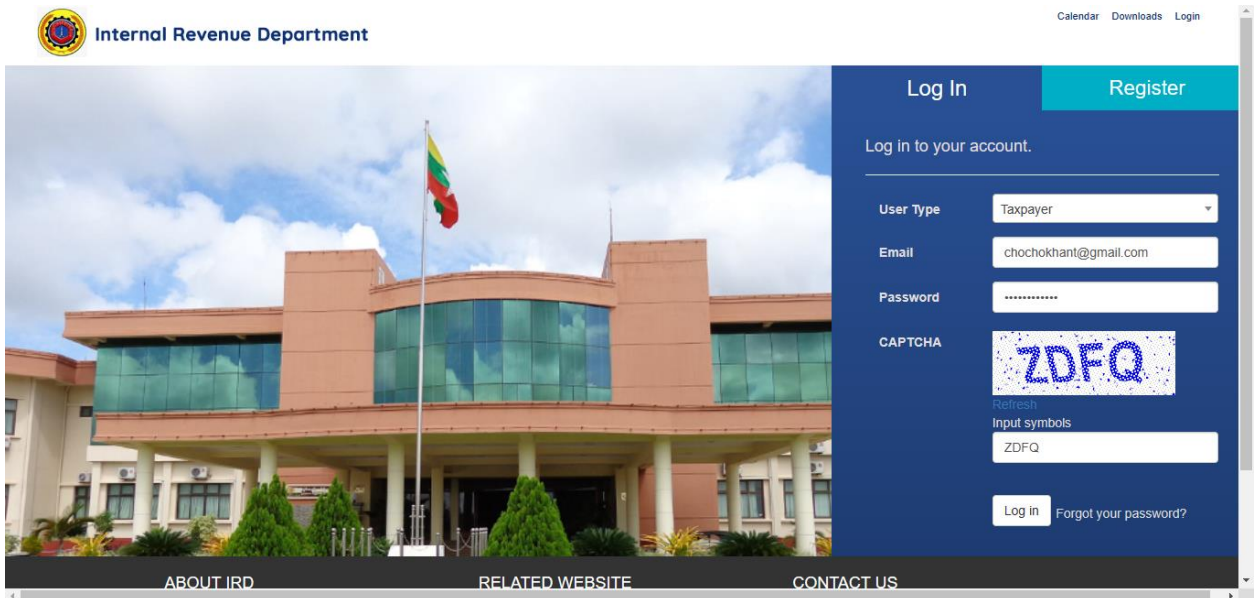 Calendar Downloads Login
Internal Revenue Department
Log In Register
Log in to your account.
User Type Taxpayer
Email chochokhant@gmail.com
Password ••••••••••••
CAPTCHA ZDFQ
Refresh
Input symbols
ZDFQ
Log in Forgot your password?
ABOUT IRD RELATED WEBSITE CONTACT US